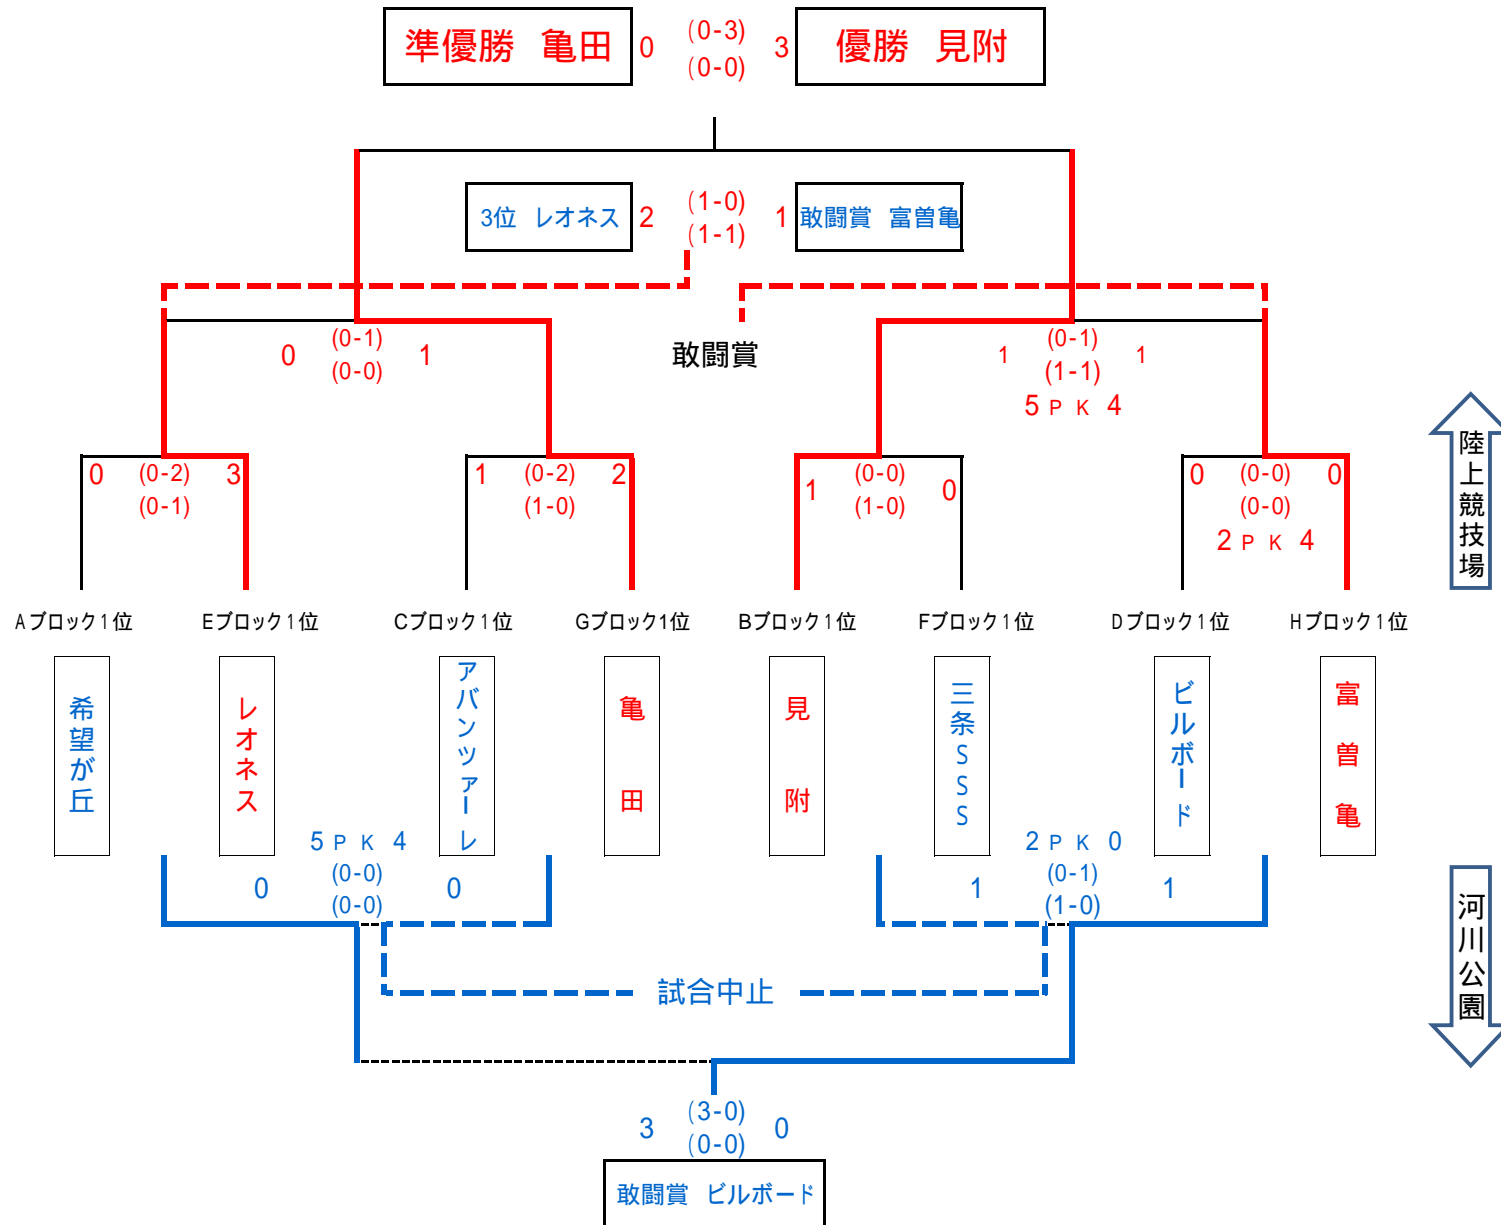 準優勝 亀田 0 (0-3) 3 優勝 見附
(0-0)
3位 レオネス 2 (1-0) 1 敢闘賞 富曽亀
(1-1)
0 (0-1) 1
(0-0)
敢闘賞
1 (0-1) 1
(1-1)
5 P K 4
0 (0-2) 3
(0-1)
1 (0-2) 2
(1-0)
1 (0-0) 0
(1-0)
0 (0-0) 0
(0-0)
2 P K 4
陸上競技場
Aブロック1位 Eブロック1位 Cブロック1位 Gブロック1位 Bブロック1位 Fブロック1位 Dブロック1位 Hブロック1位
希望が丘
レオネス
アバンツァーレ
亀田
見附
三条SSS
ビルボード
富曽亀
5 P K 4
0 (0-0) 0
(0-0)
2 P K 0
1 (0-1) 1
(1-0)
河川公園
試合中止
3 (3-0) 0
(0-0)
敢闘賞 ビルボード